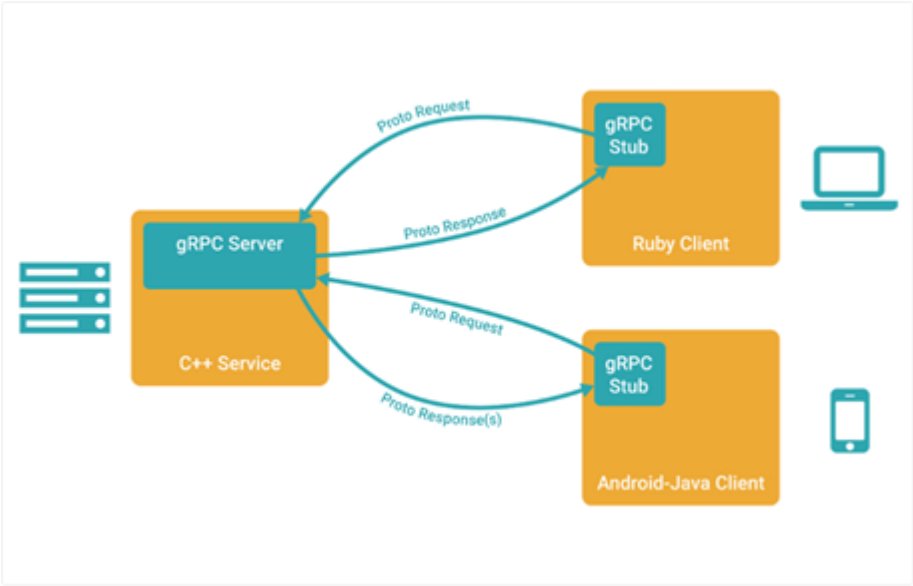 Proto Request
gRPC
Stub
Ruby Client
gRPC Server
Proto Response
C++ Service
Proto Request
gRPC
Stub
Proto Response(s)
Android-Java Client